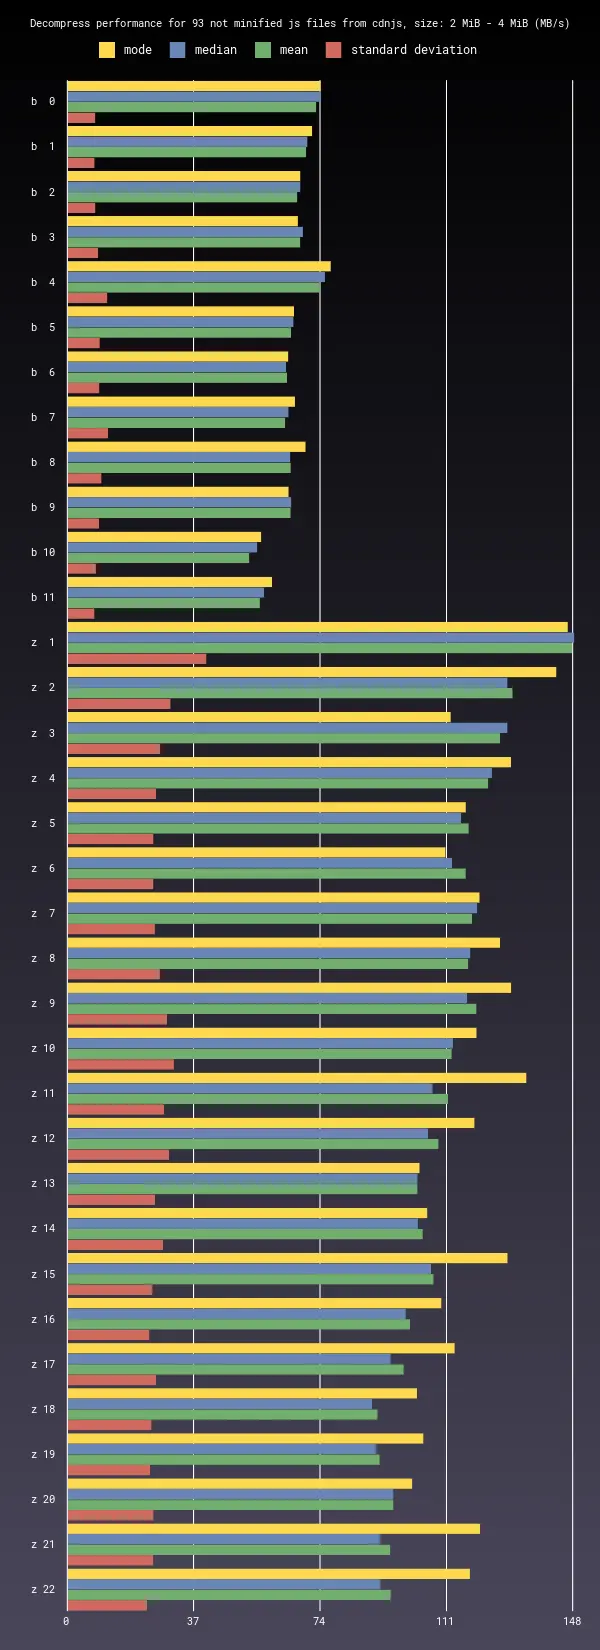 Decompress performance for 93 not minified js files from cdnjs, size: 2 MiB - 4 MiB (MB/s)
mode median mean standard deviation
b 0
b 1
b 2
b 3
b 4
b 5
b 6
b 7
b 8
b 9
b 10
b 11
z 1
z 2
z 3
z 4
z 5
z 6
z 7
z 8
z 9
z 10
z 11
z 12
z 13
z 14
z 15
z 16
z 17
z 18
z 19
z 20
z 21
z 22
0 37 74 111 148